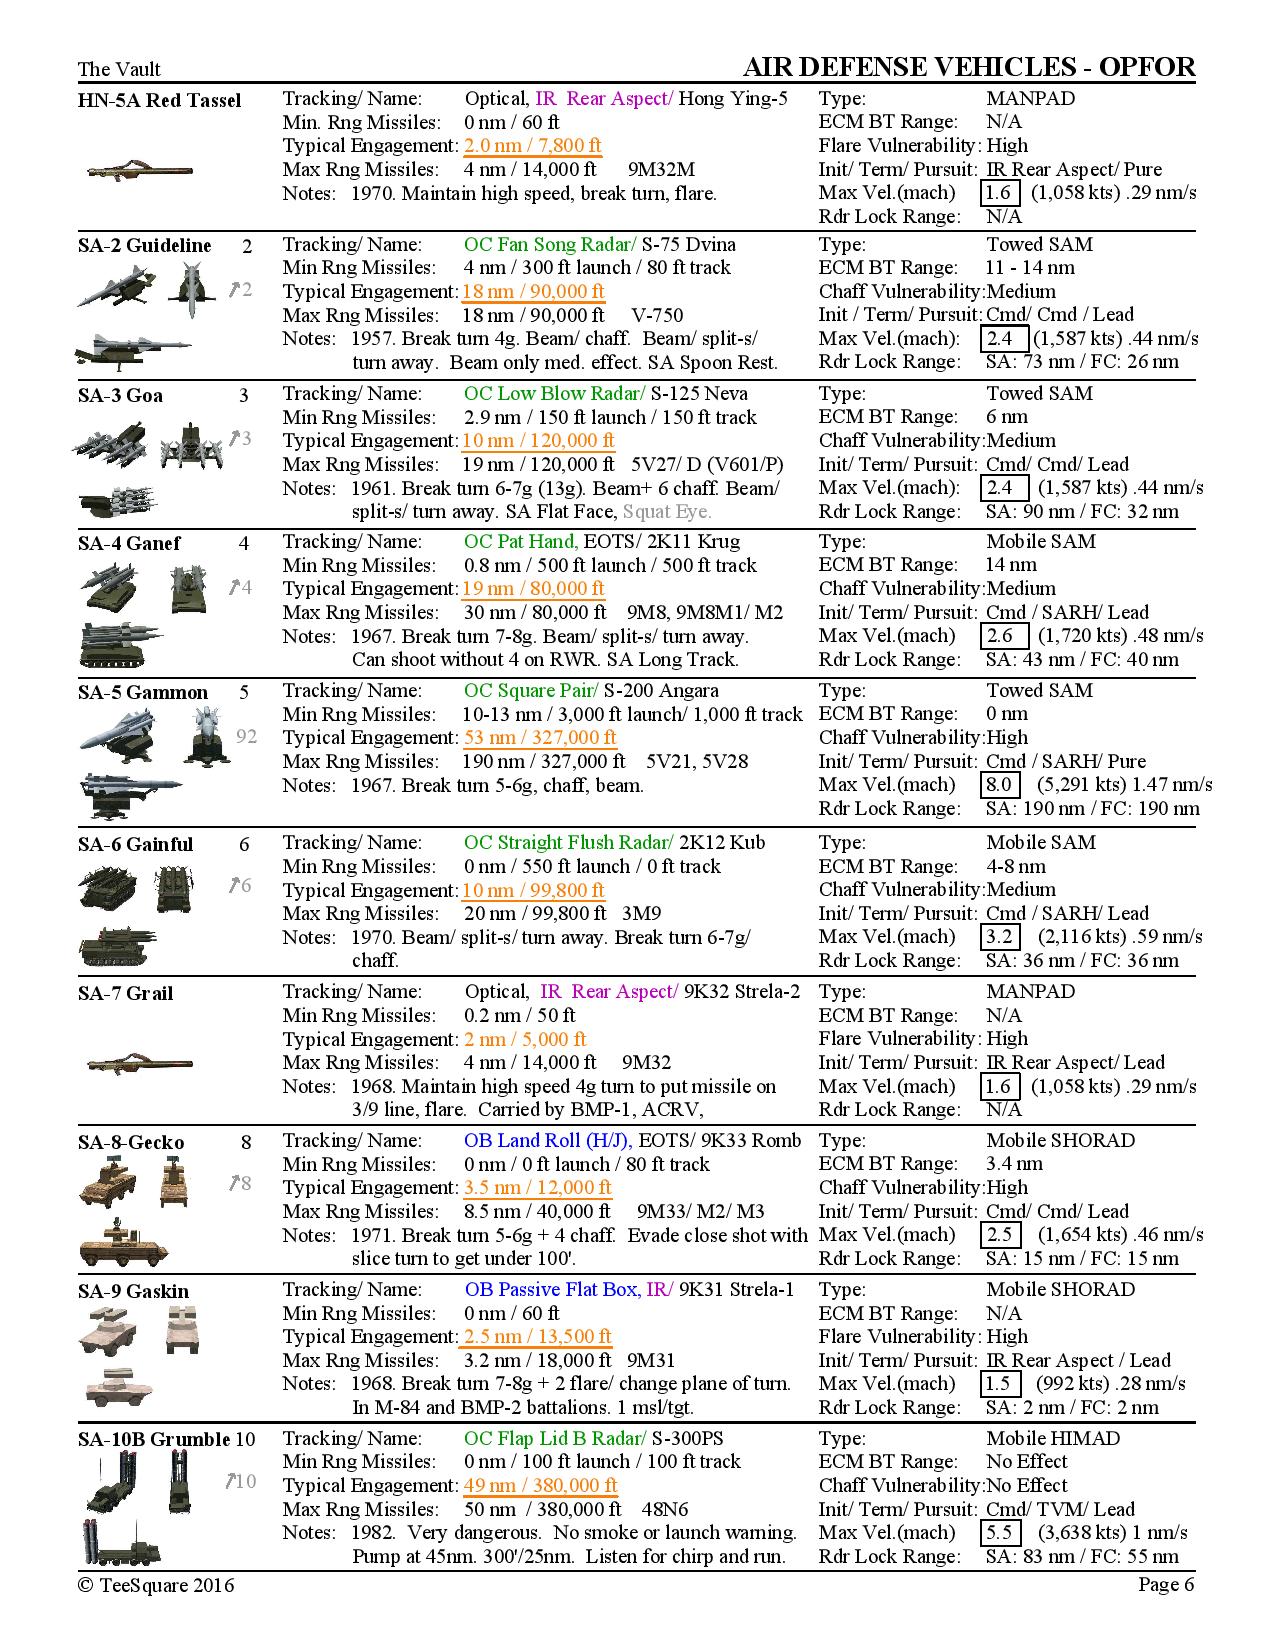 The Vault
AIR DEFENSE VEHICLES - OPFOR
HN-5A Red Tassel
Tracking/ Name: Optical, IR Rear Aspect/ Hong Ying-5
Min. Rng Missiles: 0 nm / 60 ft
Typical Engagement: 2.0 nm / 7,800 ft
Max Rng Missiles: 4 nm / 14,000 ft 9M32M
Notes: 1970. Maintain high speed, break turn, flare.
Type: MANPAD
ECM BT Range: N/A
Flare Vulnerability: High
Init/ Term/ Pursuit: IR Rear Aspect/ Pure
Max Vel.(mach) 1.6 (1,058 kts) .29 nm/s
Rdr Lock Range: N/A
SA-2 Guideline 2
2
Tracking/ Name: OC Fan Song Radar/ S-75 Dvina
Min Rng Missiles: 4 nm / 300 ft launch / 80 ft track
Typical Engagement: 18 nm / 90,000 ft
Max Rng Missiles: 18 nm / 90,000 ft V-750
Notes: 1957. Break turn 4g. Beam/ chaff. Beam/ split-s/
turn away. Beam only med. effect. SA Spoon Rest.
Type: Towed SAM
ECM BT Range: 11 - 14 nm
Chaff Vulnerability: Medium
Init / Term/ Pursuit: Cmd/ Cmd / Lead
Max Vel.(mach): 2.4 (1,587 kts) .44 nm/s
Rdr Lock Range: SA: 73 nm / FC: 26 nm
SA-3 Goa 3
3
Tracking/ Name: OC Low Blow Radar/ S-125 Neva
Min Rng Missiles: 2.9 nm / 150 ft launch / 150 ft track
Typical Engagement: 10 nm / 120,000 ft
Max Rng Missiles: 19 nm / 120,000 ft 5V27/ D (V601/P)
Notes: 1961. Break turn 6-7g (13g). Beam+ 6 chaff. Beam/
split-s/ turn away. SA Flat Face, Squat Eye.
Type: Towed SAM
ECM BT Range: 6 nm
Chaff Vulnerability: Medium
Init/ Term/ Pursuit: Cmd/ Cmd/ Lead
Max Vel.(mach): 2.4 (1,587 kts) .44 nm/s
Rdr Lock Range: SA: 90 nm / FC: 32 nm
SA-4 Ganef 4
4
Tracking/ Name: OC Pat Hand, EOTS/ 2K11 Krug
Min Rng Missiles: 0.8 nm / 500 ft launch / 500 ft track
Typical Engagement: 19 nm / 80,000 ft
Max Rng Missiles: 30 nm / 80,000 ft 9M8, 9M8M1/ M2
Notes: 1967. Break turn 7-8g. Beam/ split-s/ turn away.
Can shoot without 4 on RWR. SA Long Track.
Type: Mobile SAM
ECM BT Range: 14 nm
Chaff Vulnerability: Medium
Init/ Term/ Pursuit: Cmd / SARH/ Lead
Max Vel.(mach) 2.6 (1,720 kts) .48 nm/s
Rdr Lock Range: SA: 43 nm / FC: 40 nm
SA-5 Gammon 5
92
Tracking/ Name: OC Square Pair/ S-200 Angara
Min Rng Missiles: 10-13 nm / 3,000 ft launch/ 1,000 ft track
Typical Engagement: 53 nm / 327,000 ft
Max Rng Missiles: 190 nm / 327,000 ft 5V21, 5V28
Notes: 1967. Break turn 5-6g, chaff, beam.
Type: Towed SAM
ECM BT Range: 0 nm
Chaff Vulnerability: High
Init/ Term/ Pursuit: Cmd / SARH/ Pure
Max Vel.(mach) 8.0 (5,291 kts) 1.47 nm/s
Rdr Lock Range: SA: 190 nm / FC: 190 nm
SA-6 Gainful 6
6
Tracking/ Name: OC Straight Flush Radar/ 2K12 Kub
Min Rng Missiles: 0 nm / 550 ft launch / 0 ft track
Typical Engagement: 10 nm / 99,800 ft
Max Rng Missiles: 20 nm / 99,800 ft 3M9
Notes: 1970. Beam/ split-s/ turn away. Break turn 6-7g/
chaff.
Type: Mobile SAM
ECM BT Range: 4-8 nm
Chaff Vulnerability: Medium
Init/ Term/ Pursuit: Cmd / SARH/ Lead
Max Vel.(mach) 3.2 (2,116 kts) .59 nm/s
Rdr Lock Range: SA: 36 nm / FC: 36 nm
SA-7 Grail
Tracking/ Name: Optical, IR Rear Aspect/ 9K32 Strela-2
Min Rng Missiles: 0.2 nm / 50 ft
Typical Engagement: 2 nm / 5,000 ft
Max Rng Missiles: 4 nm / 14,000 ft 9M32
Notes: 1968. Maintain high speed 4g turn to put missile on
3/9 line, flare. Carried by BMP-1, ACRV,
Type: MANPAD
ECM BT Range: N/A
Flare Vulnerability: High
Init/ Term/ Pursuit: IR Rear Aspect/ Lead
Max Vel.(mach) 1.6 (1,058 kts) .29 nm/s
Rdr Lock Range: N/A
SA-8-Gecko 8
8
Tracking/ Name: OB Land Roll (H/J), EOTS/ 9K33 Romb
Min Rng Missiles: 0 nm / 0 ft launch / 80 ft track
Typical Engagement: 3.5 nm / 12,000 ft
Max Rng Missiles: 8.5 nm / 40,000 ft 9M33/ M2/ M3
Notes: 1971. Break turn 5-6g + 4 chaff. Evade close shot with
slice turn to get under 100'.
Type: Mobile SHORAD
ECM BT Range: 3.4 nm
Chaff Vulnerability: High
Init/ Term/ Pursuit: Cmd/ Cmd/ Lead
Max Vel.(mach) 2.5 (1,654 kts) .46 nm/s
Rdr Lock Range: SA: 15 nm / FC: 15 nm
SA-9 Gaskin
Tracking/ Name: OB Passive Flat Box, IR/ 9K31 Strela-1
Min Rng Missiles: 0 nm / 60 ft
Typical Engagement: 2.5 nm / 13,500 ft
Max Rng Missiles: 3.2 nm / 18,000 ft 9M31
Notes: 1968. Break turn 7-8g + 2 flare/ change plane of turn.
In M-84 and BMP-2 battalions. 1 msl/tgt.
Type: Mobile SHORAD
ECM BT Range: N/A
Flare Vulnerability: High
Init/ Term/ Pursuit: IR Rear Aspect / Lead
Max Vel.(mach) 1.5 (992 kts) .28 nm/s
Rdr Lock Range: SA: 2 nm / FC: 2 nm
SA-10B Grumble 10
10
Tracking/ Name: OC Flap Lid B Radar/ S-300PS
Min Rng Missiles: 0 nm / 100 ft launch / 100 ft track
Typical Engagement: 49 nm / 380,000 ft
Max Rng Missiles: 50 nm / 380,000 ft 48N6
Notes: 1982. Very dangerous. No smoke or launch warning.
Pump at 45nm. 300'/25nm. Listen for chirp and run.
Type: Mobile HIMAD
ECM BT Range: No Effect
Chaff Vulnerability: No Effect
Init/ Term/ Pursuit: Cmd/ TVM/ Lead
Max Vel.(mach) 5.5 (3,638 kts) 1 nm/s
Rdr Lock Range: SA: 83 nm / FC: 55 nm
© TeeSquare 2016
Page 6